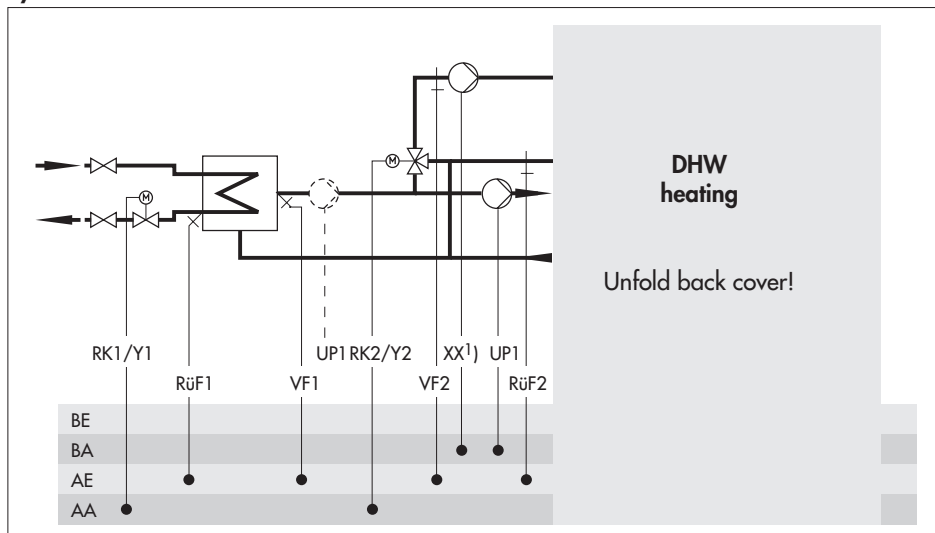 M
M
DHW
heating
Unfold back cover!
RK1/Y1
UP1 RK2/Y2
XX1)
UP1
RüF1
VF1
VF2
RüF2
BE
BA
AE
AA